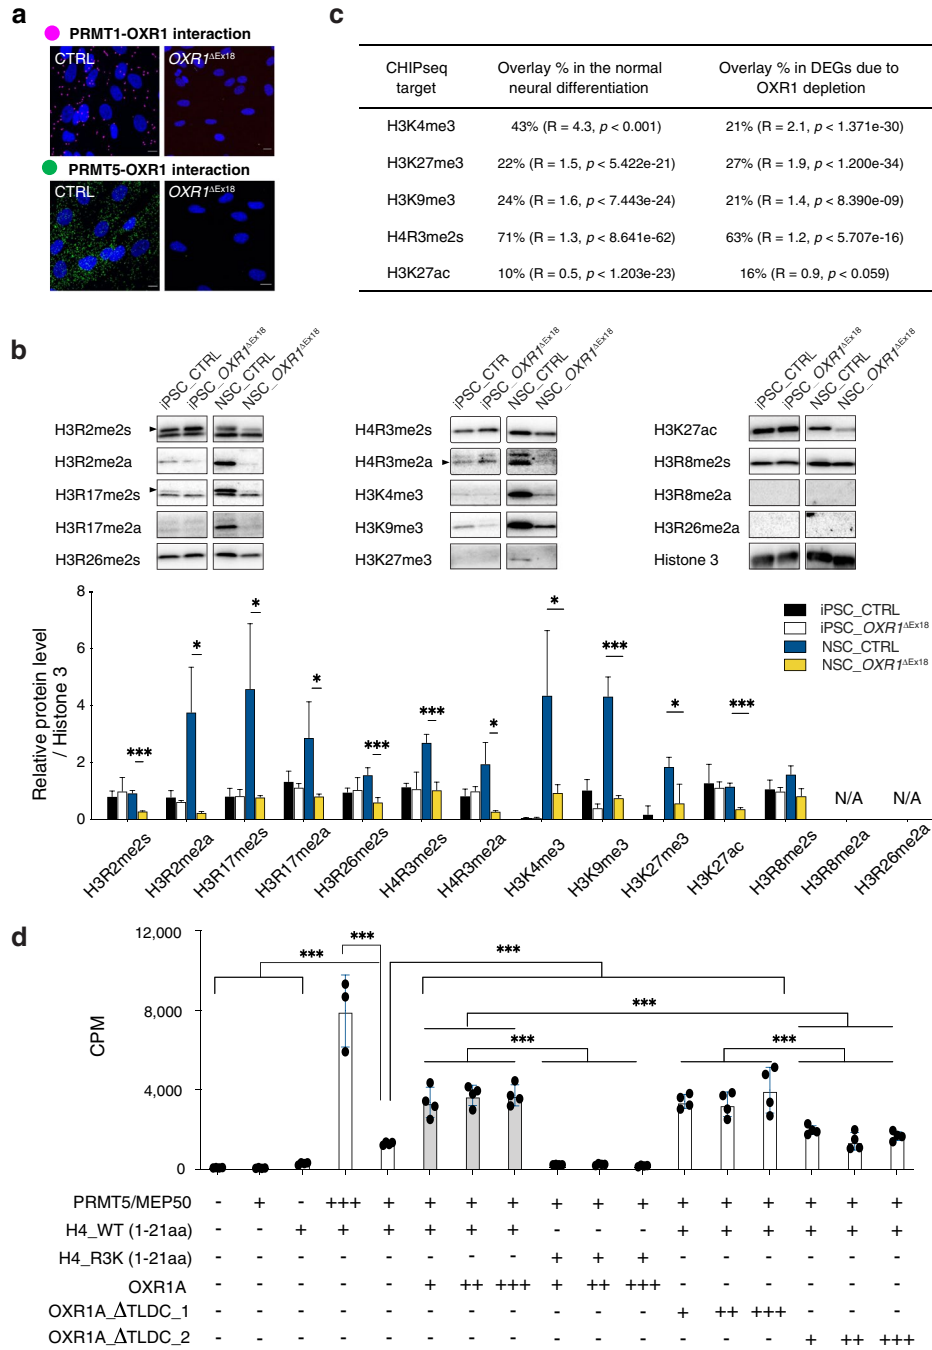 a
PRMT1-OXR1 interaction
CTRL
OXR1ΔEx18
PRMT5-OXR1 interaction
CTRL
OXR1ΔEx18
c
CHIPseq target	Overlay % in the normal neural differentiation	Overlay % in DEGs due to OXR1 depletion
H3K4me3	43% (R = 4.3, p < 0.001)	21% (R = 2.1, p < 1.371e-30)
H3K27me3	22% (R = 1.5, p < 5.422e-21)	27% (R = 1.9, p < 1.200e-34)
H3K9me3	24% (R = 1.6, p < 7.443e-24)	21% (R = 1.4, p < 8.390e-09)
H4R3me2s	71% (R = 1.3, p < 8.641e-62)	63% (R = 1.2, p < 5.707e-16)
H3K27ac	10% (R = 0.5, p < 1.203e-23)	16% (R = 0.9, p < 0.059)
b
iPSC_CTRL
iPSC_OXR1ΔEx18
NSC_CTRL
NSC_OXR1ΔEx18
H3R2me2s
H3R2me2a
H3R17me2s
H3R17me2a
H3R26me2s
iPSC_CTR
iPSC_OXR1ΔEx18
NSC_CTRL
NSC_OXR1ΔEx18
H4R3me2s
H4R3me2a
H3K4me3
H3K9me3
H3K27me3
iPSC_CTRL
iPSC_OXR1ΔEx18
NSC_CTRL
NSC_OXR1ΔEx18
H3K27ac
H3R8me2s
H3R8me2a
H3R26me2a
Histone 3
Relative protein level / Histone 3
8
6
4
2
0
*** * * * *** *** * * *** * ***
N/A N/A
iPSC_CTRL
iPSC_OXR1ΔEx18
NSC_CTRL
NSC_OXR1ΔEx18
H3R2me2s
H3R2me2a
H3R17me2s
H3R17me2a
H3R26me2s
H4R3me2s
H4R3me2a
H3K4me3
H3K9me3
H3K27me3
H3K27ac
H3R8me2s
H3R8me2a
H3R26me2a
d
CPM
12,000
8,000
4,000
0
*** *** ***
***
*** ***
PRMT5/MEP50 - + - +++ + + + + + + + + + + + + +
H4_WT (1-21aa) - - + + + + + + - - - + + + + + +
H4_R3K (1-21aa) - - - - - - - - + + + - - - - - -
OXR1A - - - - - + ++ +++ + ++ +++ - - - - - -
OXR1A_ΔTLDC_1 - - - - - - - - - - - + ++ +++ - - -
OXR1A_ΔTLDC_2 - - - - - - - - - - - - - - + ++ +++